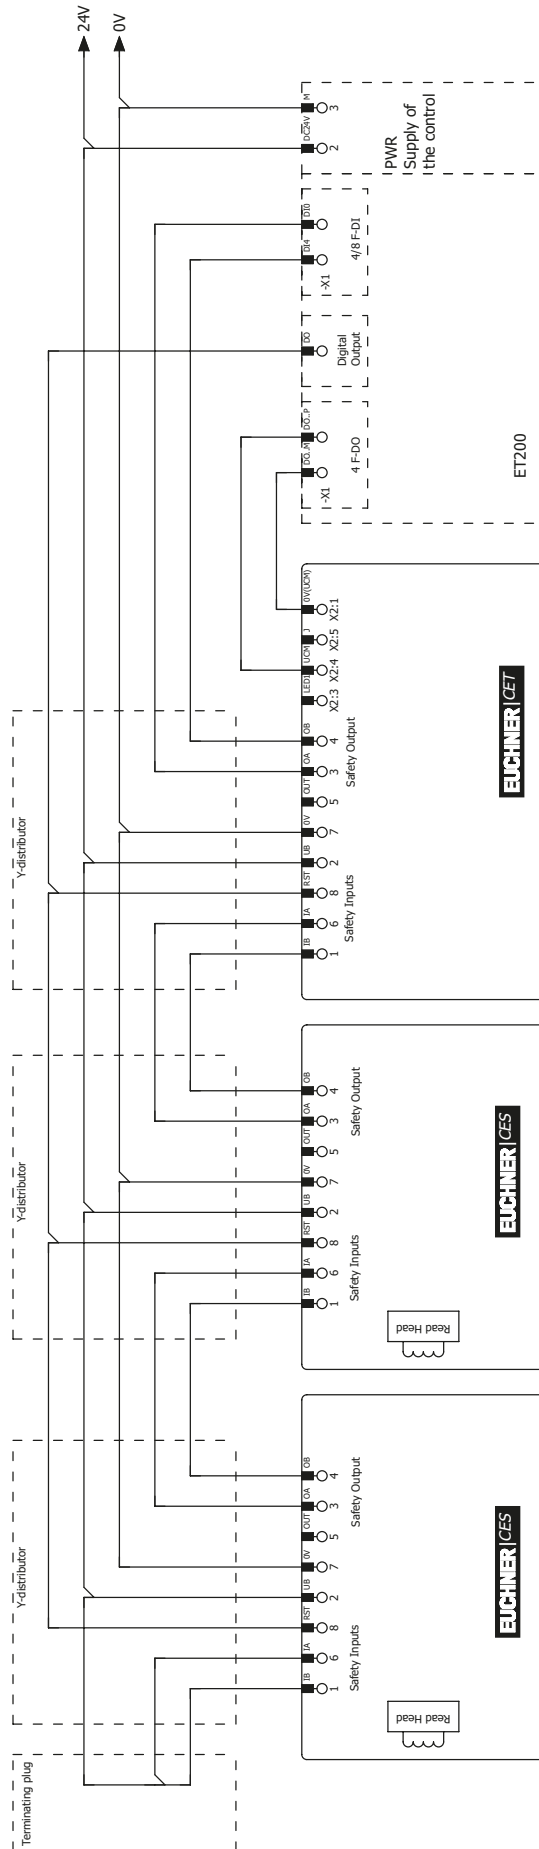 24V
0V
M
3
DC24V
2
PWR
Supply of
the control
DI0
DI4
-X1
4/8 F-DI
DO
Digital
Output
DO..P
DO..M
-X1
4 F-DO
ET200
0V(UCM)
X2:1
J
X2:5
UCM
X2:4
LED1
X2:3
OB
4
OA
3
Safety Output
OUT
5
0V
7
UB
2
RST
8
IA
6
IB
1
Safety Inputs
Y-distributor
EUCHNER|CET
OB
4
OA
3
Safety Output
OUT
5
0V
7
UB
2
RST
8
IA
6
IB
1
Safety Inputs
Y-distributor
EUCHNER|CES
Read Head
OB
4
OA
3
Safety Output
OUT
5
0V
7
UB
2
RST
8
IA
6
IB
1
Safety Inputs
Y-distributor
EUCHNER|CES
Read Head
Terminating plug